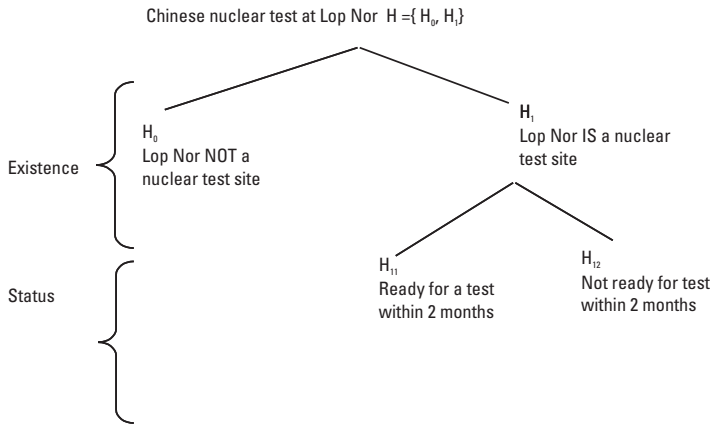 Chinese nuclear test at Lop Nor H ={ H₀, H₁}
H₁
Lop Nor IS a nuclear
test site
H₀
Lop Nor NOT a
nuclear test site
Existence
H₁₁
Ready for a test
within 2 months
H₁₂
Not ready for test
within 2 months
Status